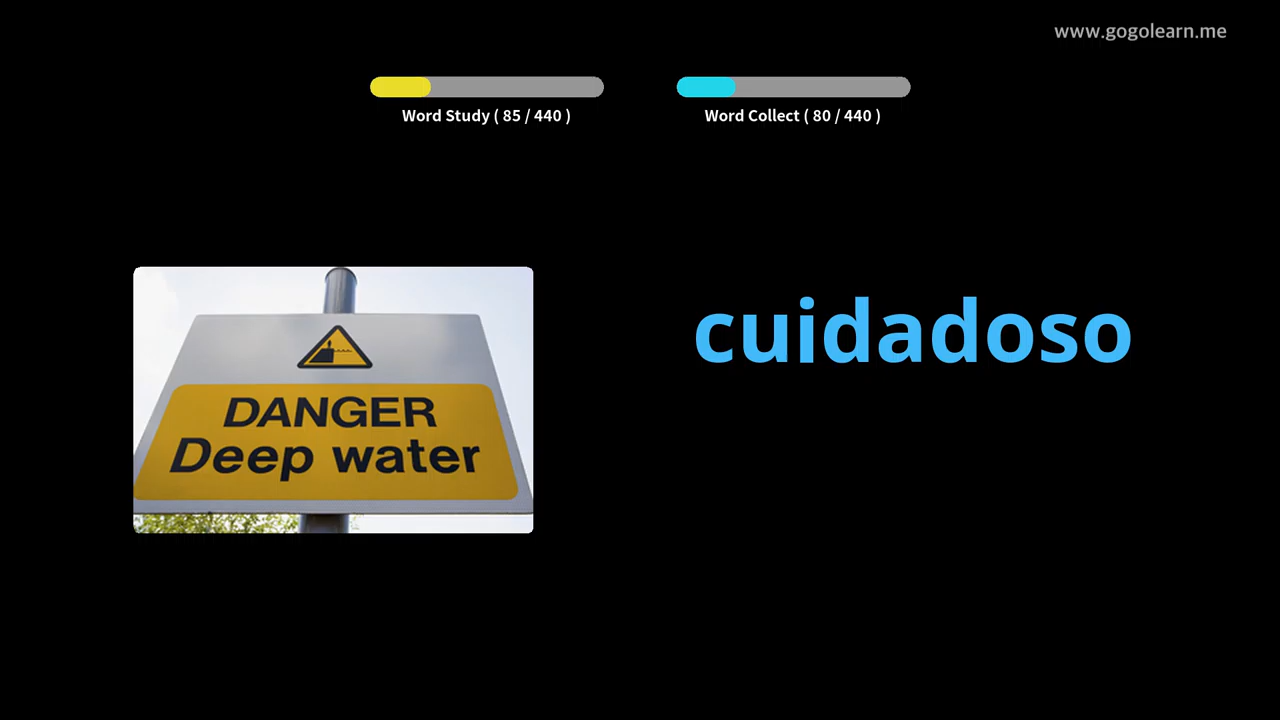 www.gogolearn.me
Word Study ( 85 / 440 )
Word Collect ( 80 / 440 )
DANGER
Deep water
cuidadoso